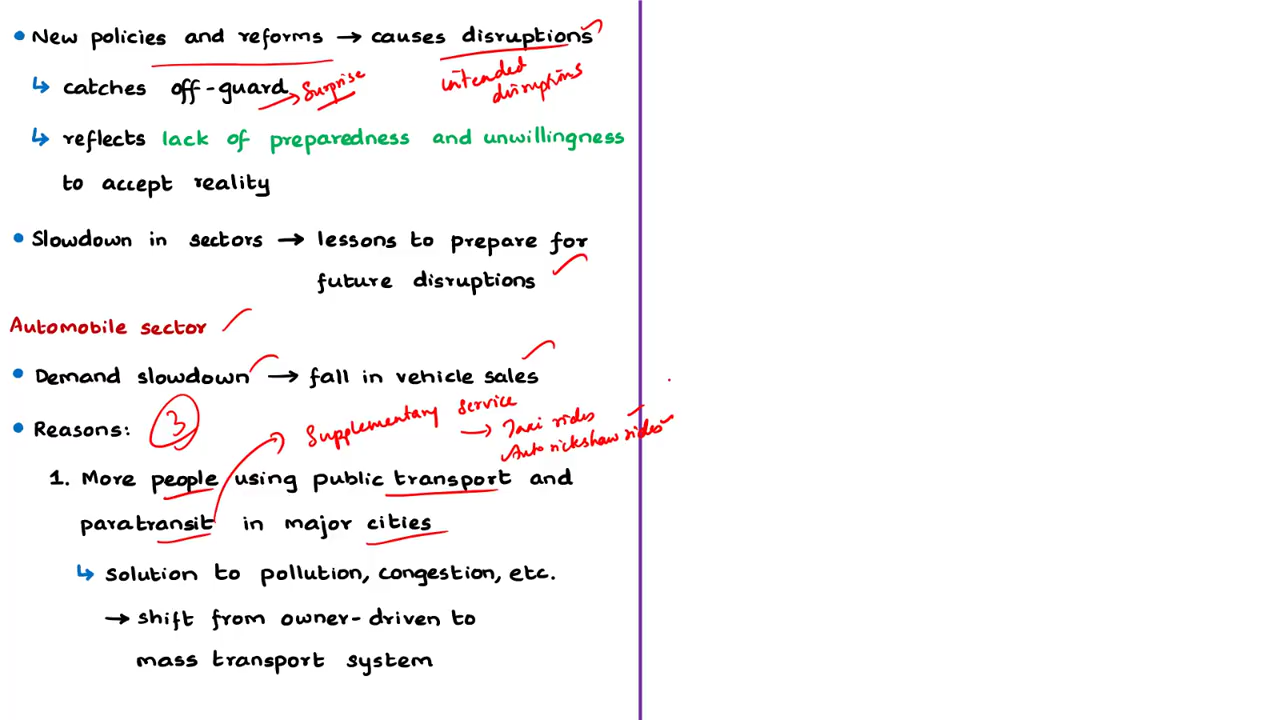 • New policies and reforms → causes disruptions
intended
disruptions
↳ catches off-guard → Surprise
↳ reflects lack of preparedness and unwillingness
to accept reality
• Slowdown in sectors → lessons to prepare for
future disruptions
Automobile sector
• Demand slowdown → fall in vehicle sales
• Reasons: 3
Supplementary service
→ Taxi rides
Auto rickshaw rides
1. More people using public transport and
paratransit in major cities
↳ solution to pollution, congestion, etc.
→ shift from owner-driven to
mass transport system